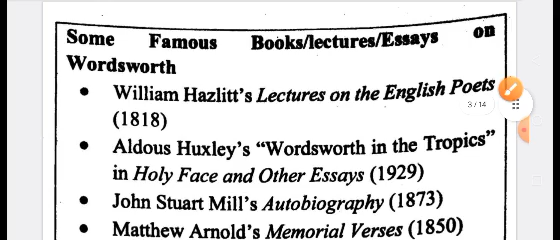 Some Famous Books/lectures/Essays on
Wordsworth
• William Hazlitt's Lectures on the English Poets
3/14
(1818)
• Aldous Huxley's “Wordsworth in the Tropics”
in Holy Face and Other Essays (1929)
• John Stuart Mill's Autobiography (1873)
• Matthew Arnold's Memorial Verses (1850)